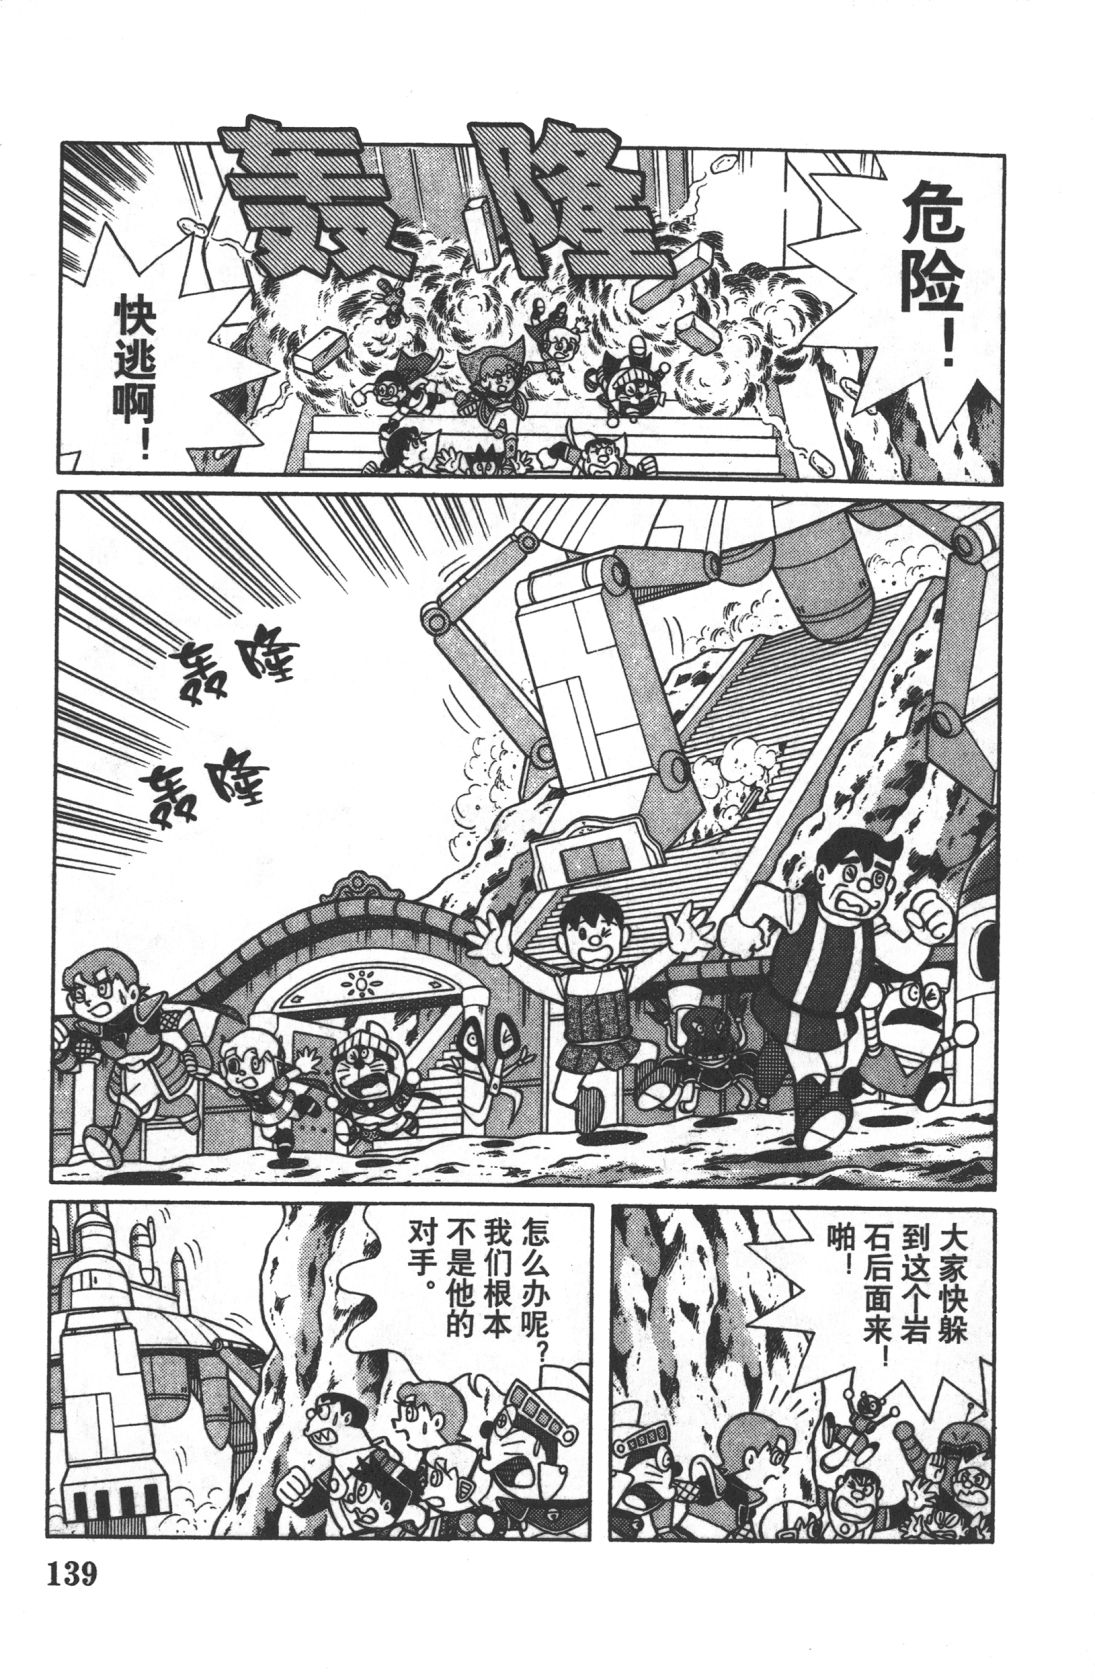 轰隆
危险!
快逃啊!
轰隆
轰隆
大家快躲
到这个岩
石后面来!
啪!
怎么办呢?
我们根本
不是他的
对手。
139